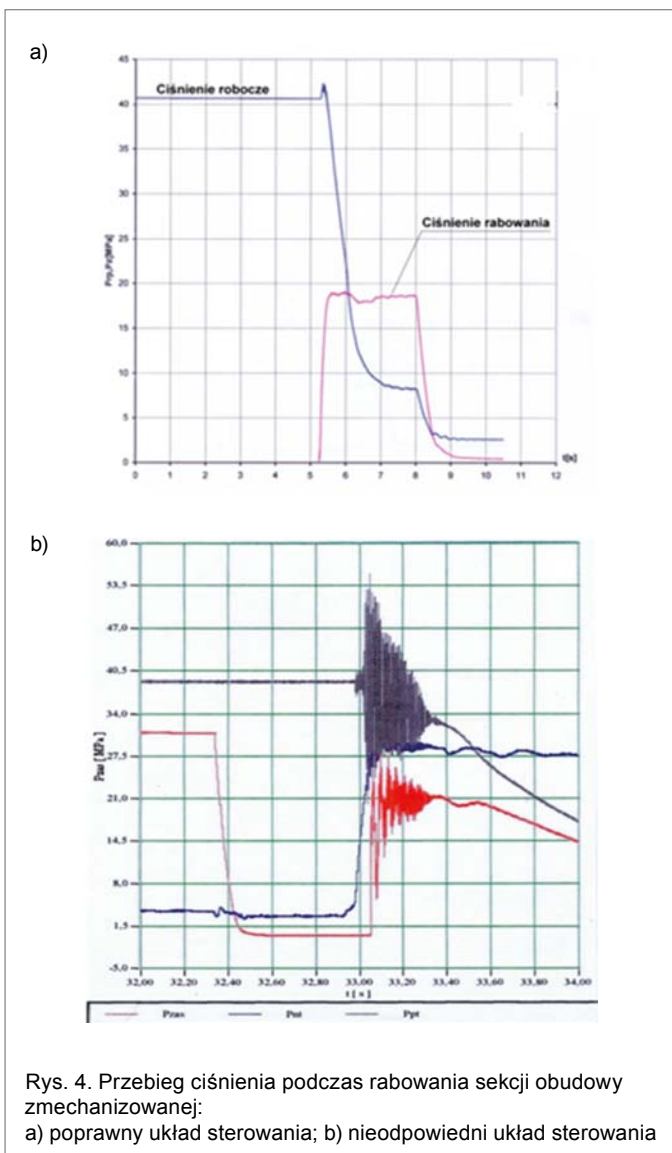 a)
45
Ciśnienie robocze
40
35
30
Ciśnienie rabowania
25
20
15
10
5
0
0 1 2 3 4 5 6 7 8 9 10 11 12
t[s]
b)
60,0
53,5
47,0
40,5
34,0
27,5
21,0
14,5
8,0
1,5
-5,0
Pzas [MPa]
32,00 32,20 32,40 32,60 32,80 33,00 33,20 33,40 33,60 33,80 34,00
t [ s ]
Pzas Pnt Ppt
Rys. 4. Przebieg ciśnienia podczas rabowania sekcji obudowy
zmechanizowanej:
a) poprawny układ sterowania; b) nieodpowiedni układ sterowania